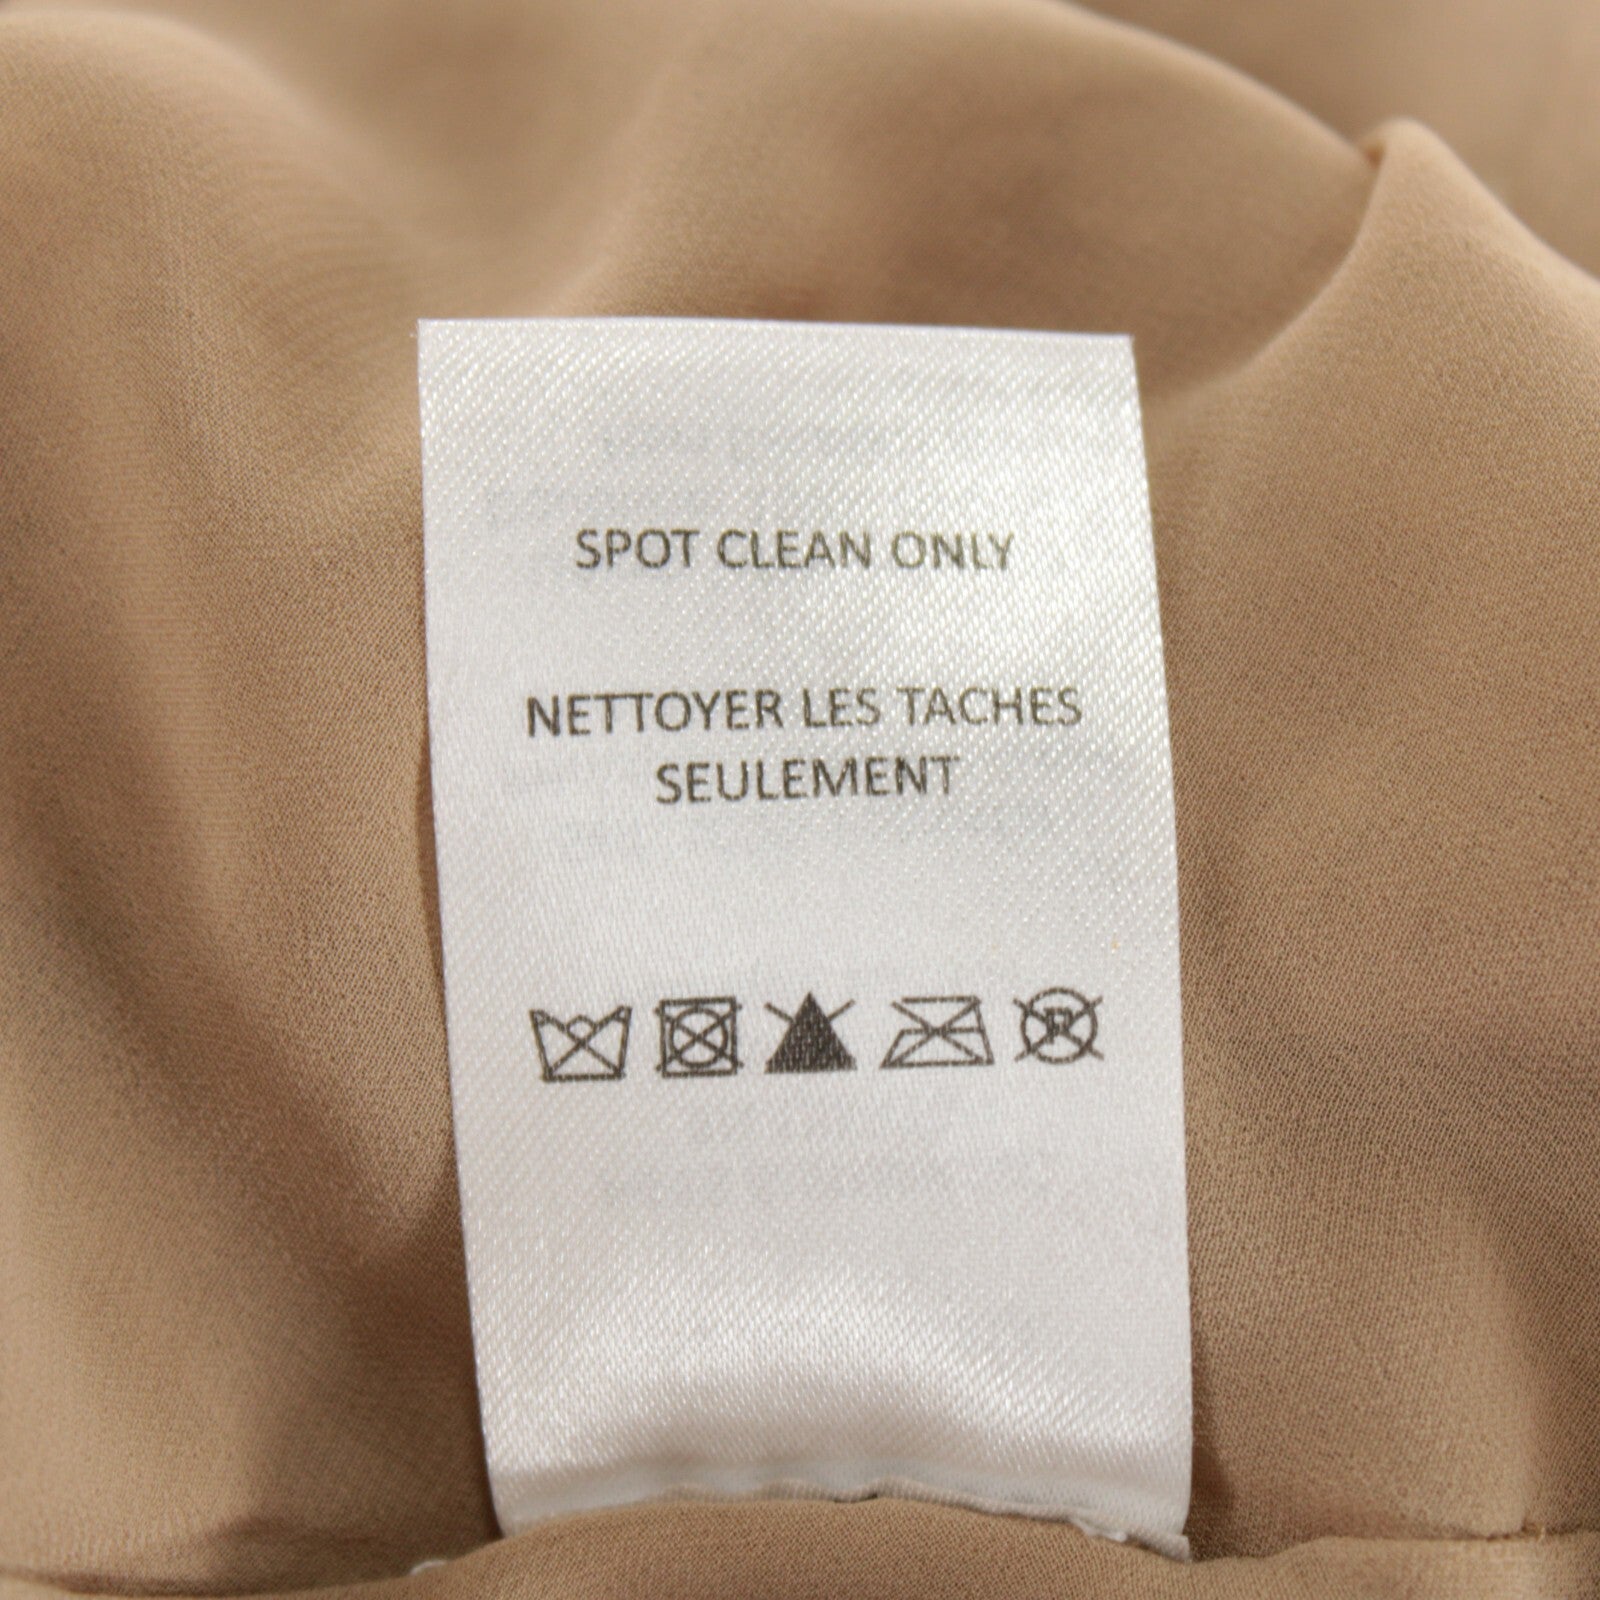 SPOT CLEAN ONLY
NETTOYER LES TACHES
SEULEMENT